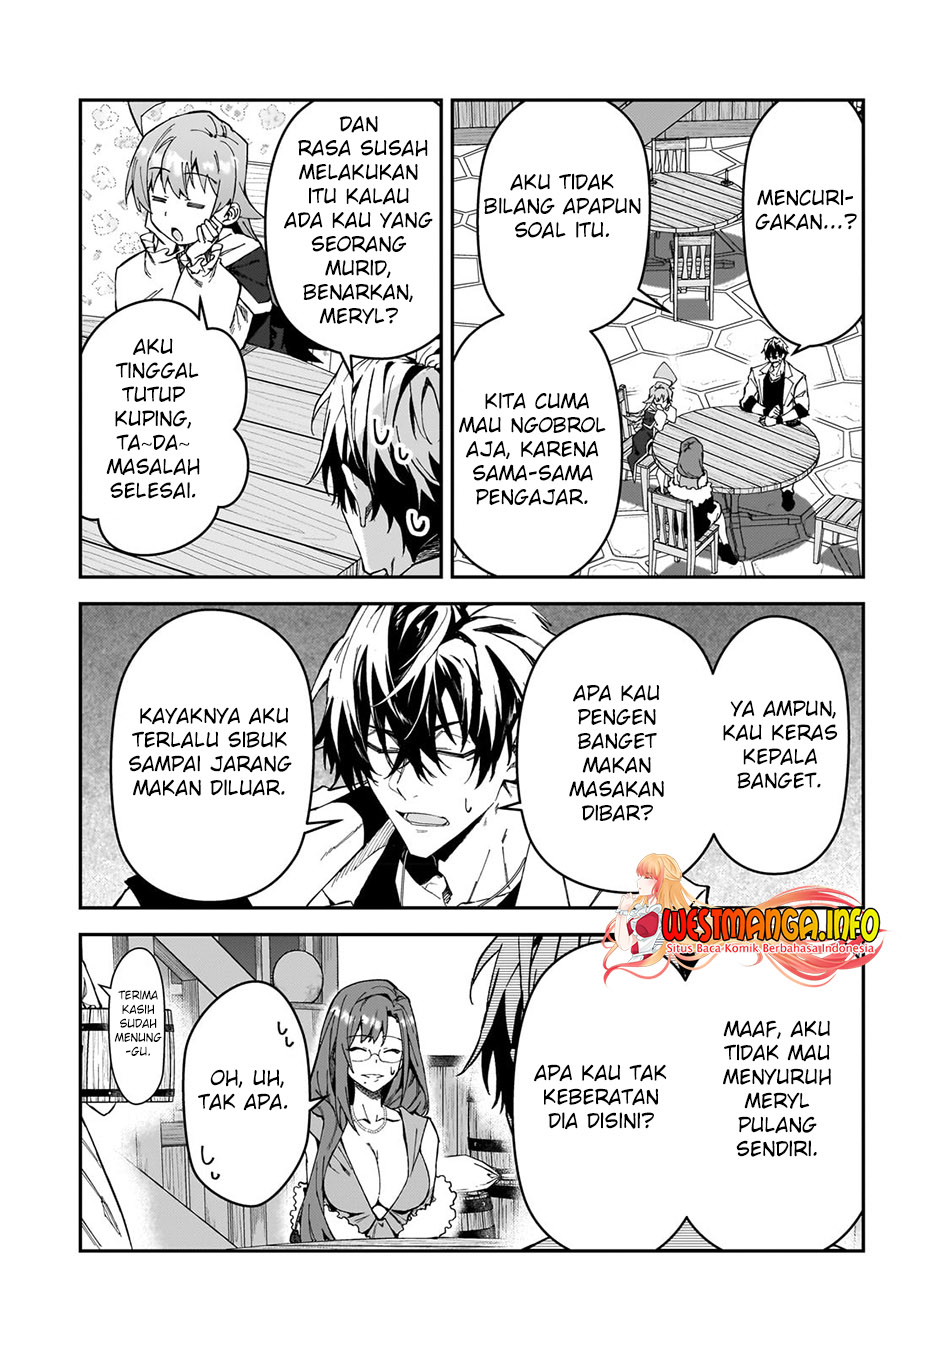 MENCURI-
GAKAN...?
AKU TIDAK
BILANG APAPUN
SOAL ITU.
KITA CUMA
MAU NGOBROL
AJA, KARENA
SAMA-SAMA
PENGAJAR.
DAN
RASA SUSAH
MELAKUKAN
ITU KALAU
ADA KAU YANG
SEORANG
MURID,
BENARKAN,
MERYL?
AKU
TINGGAL
TUTUP
KUPING,
TA~DA~
MASALAH
SELESAI.
YA AMPUN,
KAU KERAS
KEPALA
BANGET.
APA KAU
PENGEN
BANGET
MAKAN
MASAKAN
DIBAR?
KAYAKNYA AKU
TERLALU SIBUK
SAMPAI JARANG
MAKAN DILUAR.
WESTMANGA.INFO
Situs Baca Komik Berbahasa Indonesia
MAAF, AKU
TIDAK MAU
MENYURUH
MERYL
PULANG
SENDIRI.
APA KAU TAK
KEBERATAN
DIA DISINI?
OH, UH,
TAK APA.
TERIMA
KASIH
SUDAH
MENUNG
-GU.